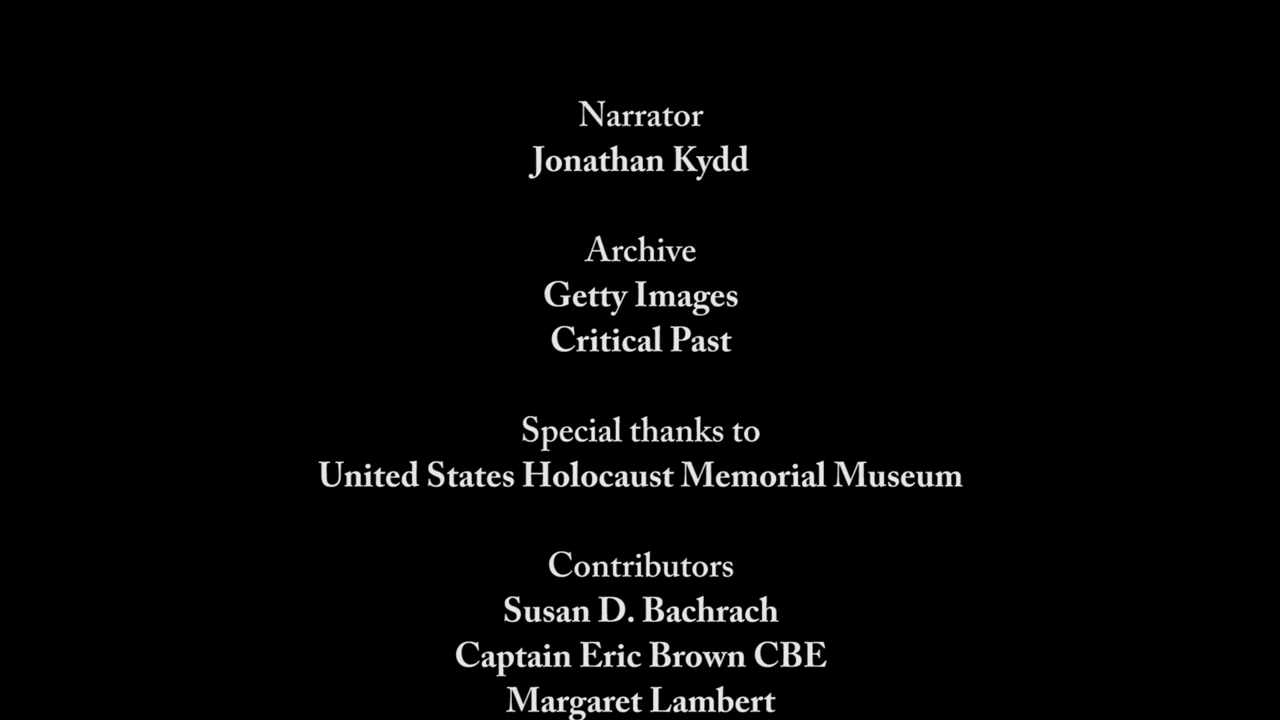 Narrator
Jonathan Kydd
Archive
Getty Images
Critical Past
Special thanks to
United States Holocaust Memorial Museum
Contributors
Susan D. Bachrach
Captain Eric Brown CBE
Margaret Lambert